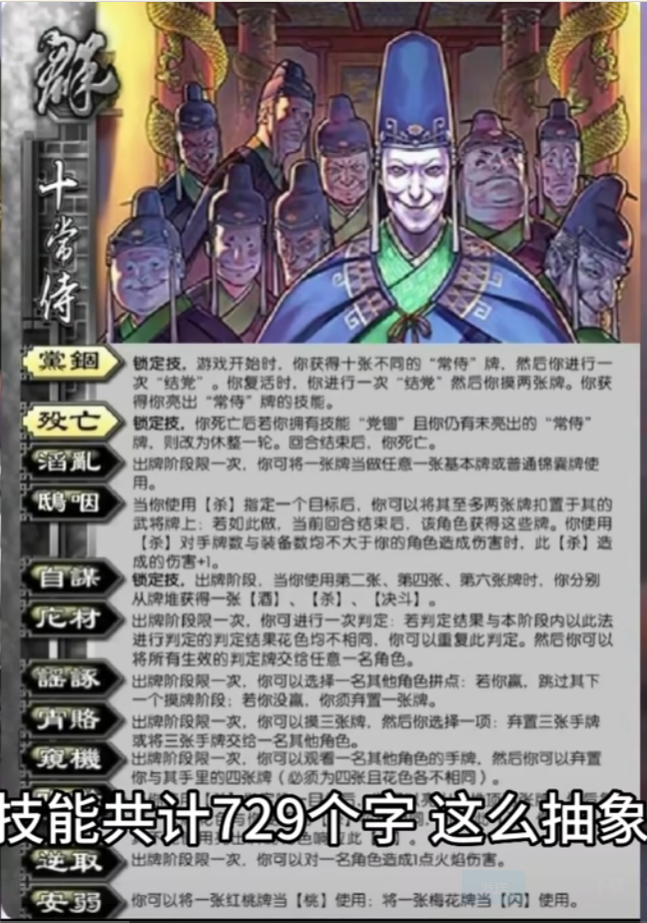 群
十常侍
黨錮
锁定技，游戏开始时，你获得十张不同的“常侍”牌，然后你进行一
次“结党”。你复活时，你进行一次“结党”然后你摸两张牌。你获
得你亮出“常侍”牌的技能。
殁亡
锁定技，你死亡后若你拥有技能“党锢”且你仍有未亮出的“常侍”
牌，则改为休整一轮。回合结束后，你死亡。
滔亂
出牌阶段限一次，你可将一张牌当做任意一张基本牌或普通锦囊牌使
用。
鴟咽
当你使用【杀】指定一个目标后，你可以将其至多两张牌扣置于其的
武将牌上；若如此做，当前回合结束后，该角色获得这些牌。你使用
【杀】对手牌数与装备数均不大于你的角色造成伤害时，此【杀】造
成的伤害+1。
自謀
锁定技，出牌阶段，当你使用第二张、第四张、第六张牌时，你分别
从牌堆获得一张【酒】、【杀】、【决斗】。
庀材
出牌阶段限一次，你可进行一次判定：若判定结果与本阶段内以此法
进行判定的判定结果花色均不相同，你可以重复此判定。然后你可以
将所有生效的判定牌交给任意一名角色。
謠諑
出牌阶段限一次，你可以选择一名其他角色拼点：若你赢，跳过其下
一个摸牌阶段；若你没赢，你须弃置一张牌。
宵賂
出牌阶段限一次，你可以摸三张牌，然后你选择一项：弃置三张手牌
或将三张手牌交给一名其他角色。
窺機
出牌阶段限一次，你可以观看一名其他角色的手牌，然后你可以弃置
你与其手里的四张牌（必须为四张且花色各不相同）。
技能共计729个字 这么抽象
逆取
出牌阶段限一次，你可以对一名角色造成1点火焰伤害。
安弱
你可以将一张红桃牌当【桃】使用；将一张梅花牌当【闪】使用。